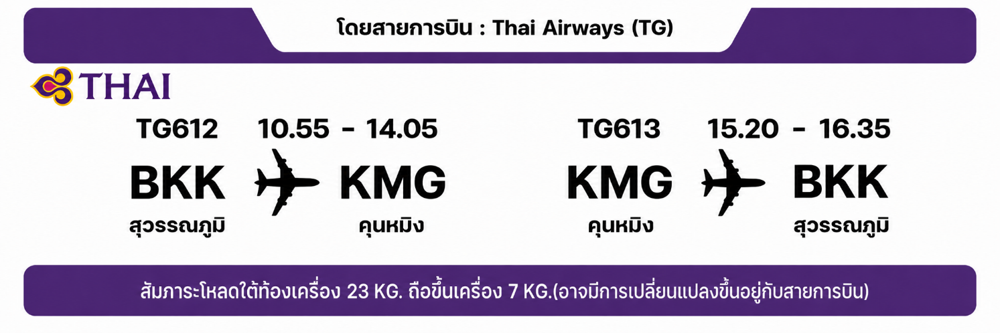 โดยสายการบิน : Thai Airways (TG)
THAI
TG612 10.55 - 14.05
BKK KMG
สุวรรณภูมิ คุนหมิง
TG613 15.20 - 16.35
KMG BKK
คุนหมิง สุวรรณภูมิ
สัมภาระโหลดใต้ท้องเครื่อง 23 KG. ถือขึ้นเครื่อง 7 KG.(อาจมีการเปลี่ยนแปลงขึ้นอยู่กับสายการบิน)